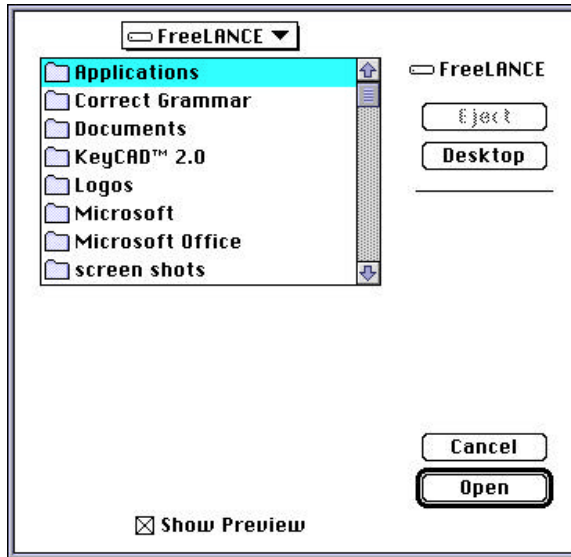 FreeLANCE
Applications
Correct Grammar
Documents
KeyCAD™ 2.0
Logos
Microsoft
Microsoft Office
screen shots
FreeLANCE
Eject
Desktop
Cancel
Open
Show Preview